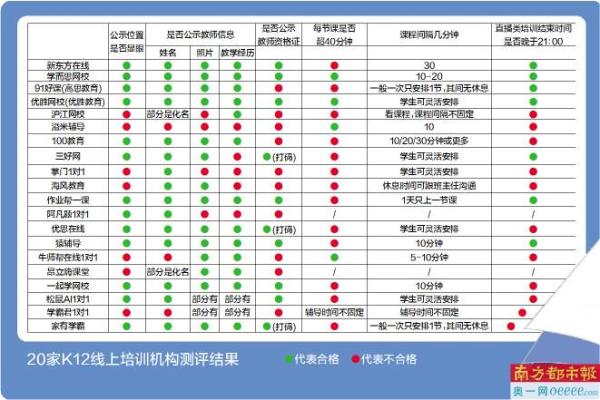 公示位置是否显眼 是否公示教师信息 是否公示教师资格证 每节课是否超40分钟 课程间隔几分钟 直播类培训结束时间是否晚于21:00
姓名 照片 教学经历
新东方在线 30
学而思网校 10-20
91好课(高思教育) 一般一次只安排1节,其间无休息
优胜网校(优胜教育) 学生可灵活安排
沪江网校 部分是化名 看课程,课程间隔不固定
溢米辅导 10
100教育 10/20/30分钟或更多
三好网 (打码) 学生可灵活安排
掌门1对1 学生可灵活安排
海风教育 休息时间可跟班主任沟通
作业帮一课 1天只上一节课
阿凡题1对1 / / /
优思在线 (打码) 学生可灵活安排
猿辅导 10分钟
牛师帮在线1对1 5-10分钟
昂立嗨课堂 部分是化名 / /
一起学网校 10分钟
松鼠AI1对1 部分有 部分有 学生可灵活安排
学霸君1对1 辅导时间不固定 辅导时间不固定
家有学霸 部分有 部分有 (打码) 一般一次只安排1节,其间无休息
20家K12线上培训机构测评结果 代表合格 代表不合格
南方都市報
奥一网oeeee.com